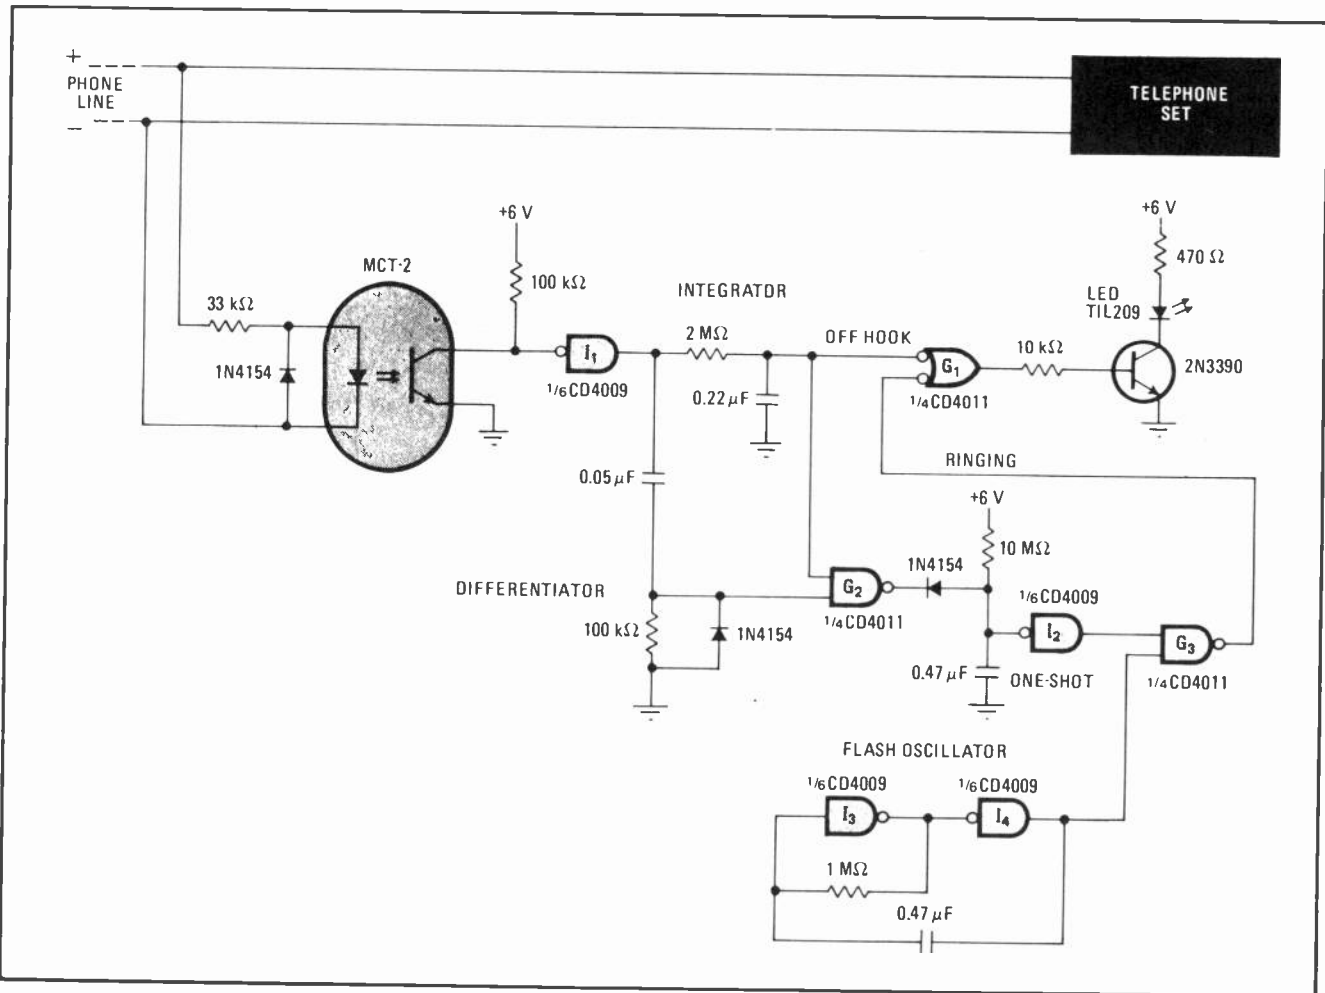 +
PHONE
LINE
−
TELEPHONE
SET
+6 V
+6 V
MCT-2
100 kΩ
470 Ω
INTEGRATOR
LED
TIL209
33 kΩ
2 MΩ
OFF HOOK
10 kΩ
2N3390
1N4154
I1
G1
1/6 CD4009
0.22 μF
1/4 CD4011
RINGING
0.05 μF
+6 V
10 MΩ
1N4154
DIFFERENTIATOR
G2
1/6 CD4009
100 kΩ
1N4154
1/4 CD4011
I2
G3
0.47 μF
ONE-SHOT
1/4 CD4011
FLASH OSCILLATOR
1/6 CD4009
1/6 CD4009
I3
I4
1 MΩ
0.47 μF